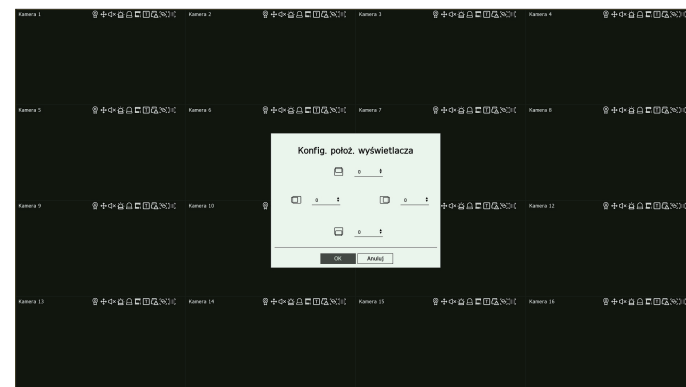 Kamera 1 Kamera 2 Kamera 3 Kamera 4
Kamera 5 Kamera 6 Kamera 7 Kamera 8
Konfig. położ. wyświetlacza
0
0 0
Kamera 9 Kamera 10 Kamera 12
0
OK Anuluj
Kamera 13 Kamera 14 Kamera 15 Kamera 16